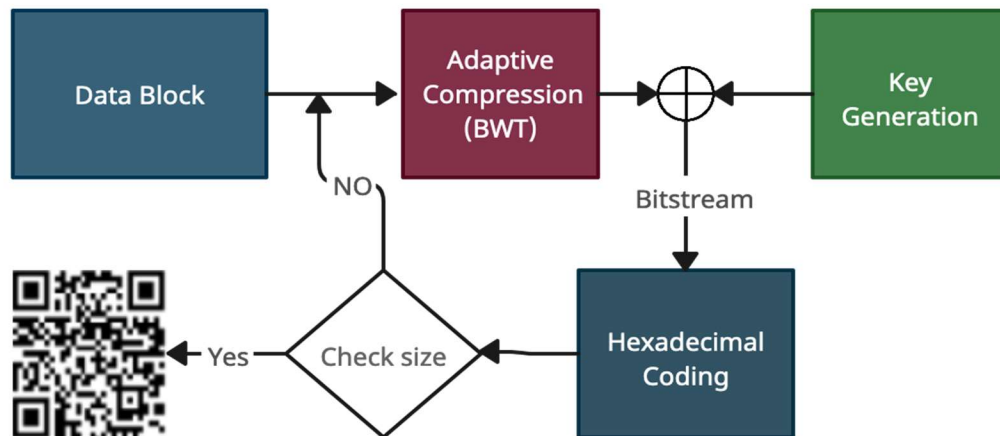 Data Block
Adaptive
Compression
(BWT)
Key
Generation
NO
Bitstream
Yes
Check size
Hexadecimal
Coding